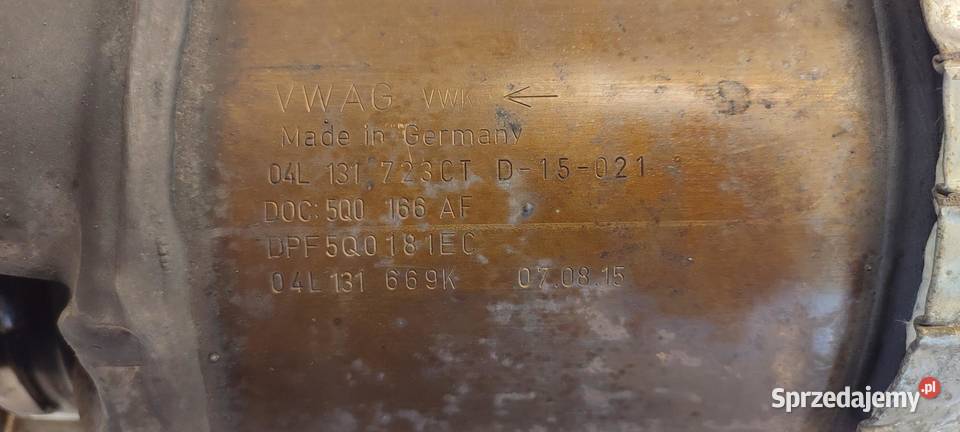 VWAG VWK ←
Made in Germany
04L 131 723CT D-15-021
DOC: 5Q0 166 AF
DPF5Q0181EC
04L 131 669K 07.08.15
Sprzedajemy.pl